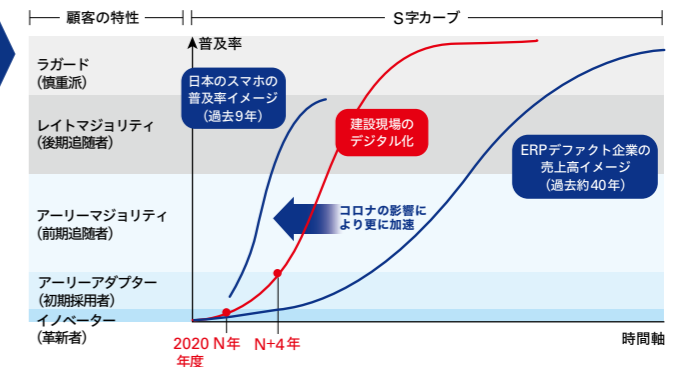 顧客の特性
S字カーブ
普及率
ラガード
(慎重派)
レイトマジョリティ
(後期追随者)
アーリーマジョリティ
(前期追随者)
アーリーアダプター
(初期採用者)
イノベーター
(革新者)
日本のスマホの
普及率イメージ
(過去9年)
建設現場の
デジタル化
ERPデファクト企業の
売上高イメージ
(過去約40年)
コロナの影響に
より更に加速
2020 N年
年度
N+4年
時間軸